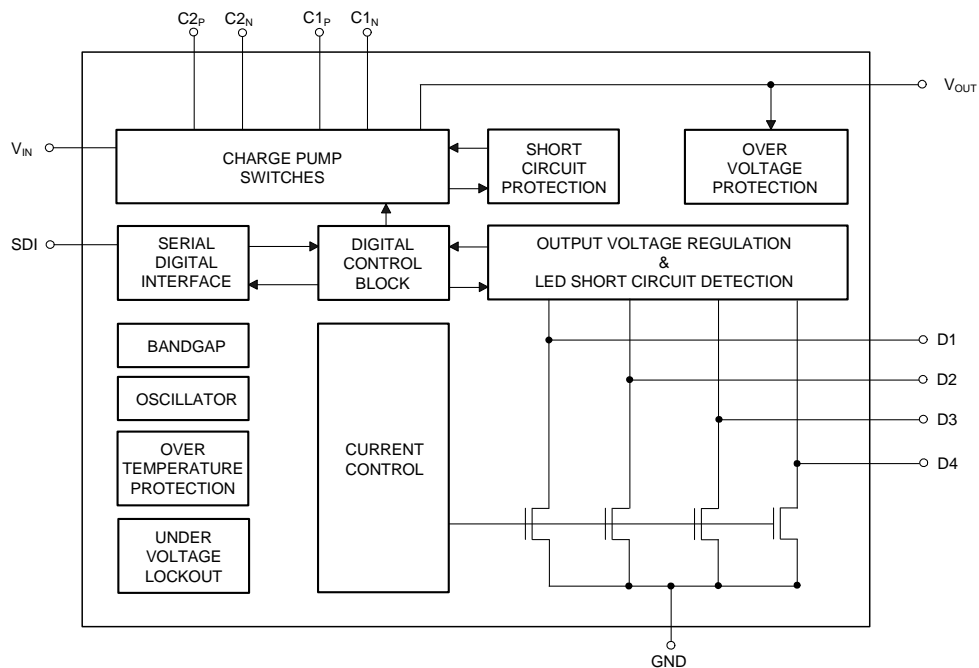 C2P C2N C1P C1N
VOUT
VIN
CHARGE PUMP
SWITCHES
SHORT
CIRCUIT
PROTECTION
OVER
VOLTAGE
PROTECTION
SDI
SERIAL
DIGITAL
INTERFACE
DIGITAL
CONTROL
BLOCK
OUTPUT VOLTAGE REGULATION
&
LED SHORT CIRCUIT DETECTION
BANDGAP
OSCILLATOR
OVER
TEMPERATURE
PROTECTION
UNDER
VOLTAGE
LOCKOUT
CURRENT
CONTROL
D1
D2
D3
D4
GND